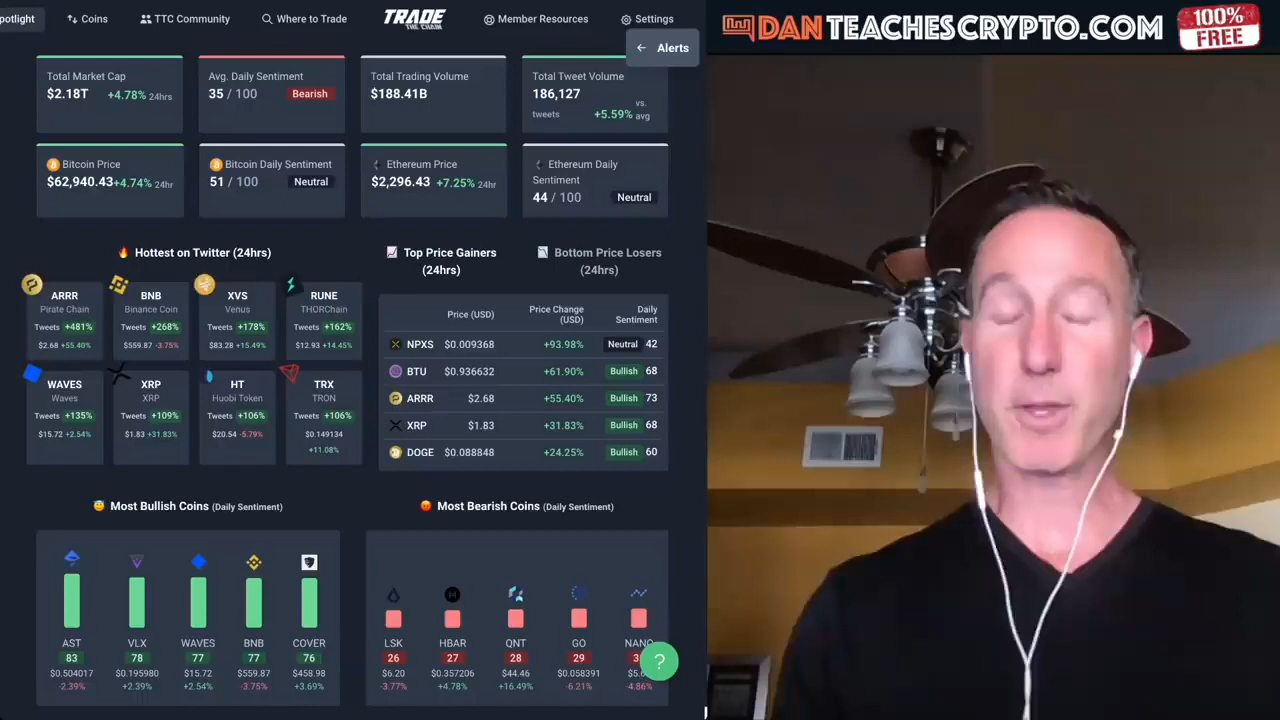 potlight
Coins
TTC Community
Where to Trade
TRADE
THE CHAIN
Member Resources
Settings
Alerts
DANTEACHESCRYPTO.COM
100%
FREE
Total Market Cap
$2.18T +4.78% 24hrs
Avg. Daily Sentiment
35 / 100 Bearish
Total Trading Volume
$188.41B
Total Tweet Volume
186,127
tweets +5.59% vs. avg
Bitcoin Price
$62,940.43 +4.74% 24hr
Bitcoin Daily Sentiment
51 / 100 Neutral
Ethereum Price
$2,296.43 +7.25% 24hr
Ethereum Daily
Sentiment
44 / 100 Neutral
Hottest on Twitter (24hrs)
ARRR
Pirate Chain
Tweets +481%
$2.68 +55.40%
BNB
Binance Coin
Tweets +268%
$559.87 -3.75%
XVS
Venus
Tweets +178%
$83.28 +15.49%
RUNE
THORChain
Tweets +162%
$12.93 +14.45%
WAVES
Waves
Tweets +135%
$15.72 +2.54%
XRP
XRP
Tweets +109%
$1.83 +31.83%
HT
Huobi Token
Tweets +106%
$20.54 -5.79%
TRX
TRON
Tweets +106%
$0.149134
+11.08%
Top Price Gainers
(24hrs)
Bottom Price Losers
(24hrs)
Price (USD) Price Change (USD) Daily Sentiment
NPXS $0.009368 +93.98% Neutral 42
BTU $0.936632 +61.90% Bullish 68
ARRR $2.68 +55.40% Bullish 73
XRP $1.83 +31.83% Bullish 68
DOGE $0.088848 +24.25% Bullish 60
Most Bullish Coins (Daily Sentiment)
AST VLX WAVES BNB COVER
83 78 77 77 76
$0.504017 $0.195980 $15.72 $559.87 $458.98
-2.39% +2.39% +2.54% -3.75% +3.69%
Most Bearish Coins (Daily Sentiment)
LSK HBAR QNT GO NANO
26 27 28 29 3
$6.20 $0.357206 $44.46 $0.058391 $5.
-3.77% +4.78% +16.49% -6.21% -4.86%
?